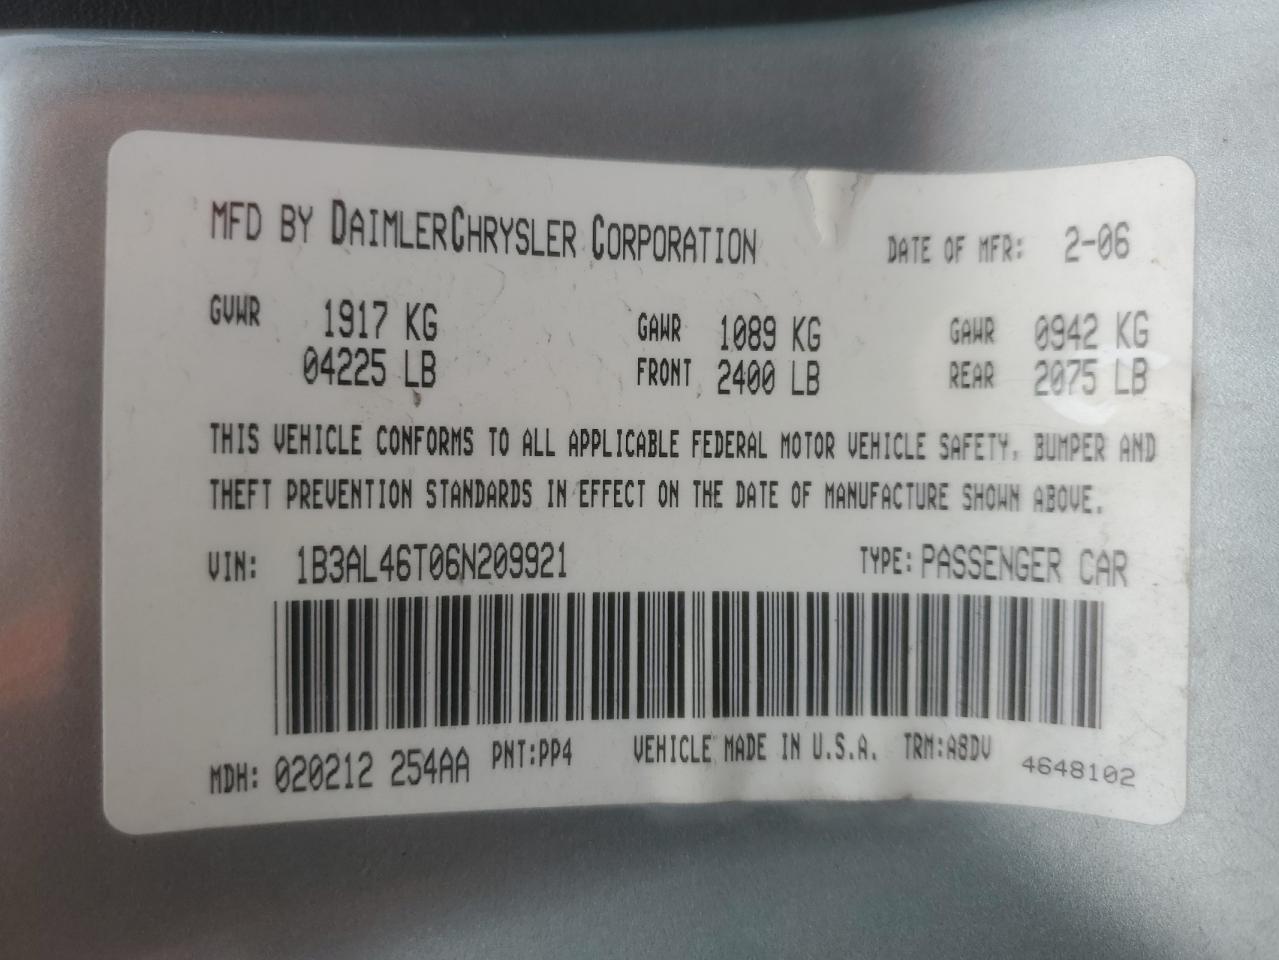 MFD BY DAIMLERCHRYSLER CORPORATION DATE OF MFR: 2-06
GVWR 1917 KG GAWR 1089 KG GAWR 0942 KG
04225 LB FRONT 2400 LB REAR 2075 LB
THIS VEHICLE CONFORMS TO ALL APPLICABLE FEDERAL MOTOR VEHICLE SAFETY, BUMPER AND
THEFT PREVENTION STANDARDS IN EFFECT ON THE DATE OF MANUFACTURE SHOWN ABOVE.
VIN: 1B3AL46T06N209921 TYPE: PASSENGER CAR
MDH: 020212 254AA PNT:PP4 VEHICLE MADE IN U.S.A. TRM:A8DV 4648102